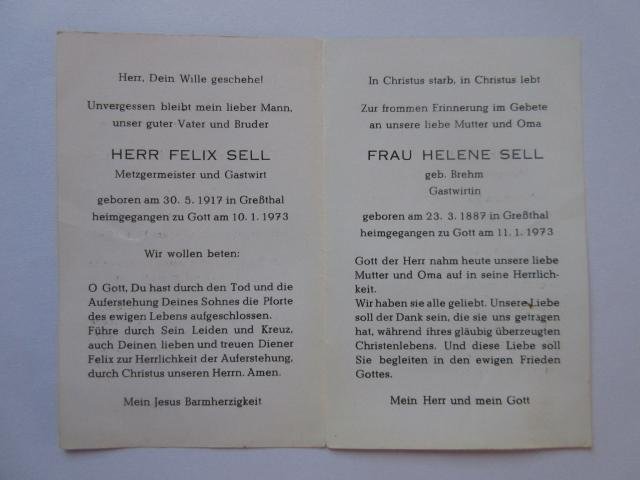 Herr, Dein Wille geschehe!
Unvergessen bleibt mein lieber Mann,
unser guter Vater und Bruder
HERR FELIX SELL
Metzgermeister und Gastwirt
geboren am 30. 5. 1917 in Greßthal
heimgegangen zu Gott am 10. 1. 1973
Wir wollen beten:
O Gott, Du hast durch den Tod und die
Auferstehung Deines Sohnes die Pforte
des ewigen Lebens aufgeschlossen.
Führe durch Sein Leiden und Kreuz,
auch Deinen lieben und treuen Diener
Felix zur Herrlichkeit der Auferstehung,
durch Christus unseren Herrn. Amen.
Mein Jesus Barmherzigkeit
In Christus starb, in Christus lebt
Zur frommen Erinnerung im Gebete
an unsere liebe Mutter und Oma
FRAU HELENE SELL
geb. Brehm
Gastwirtin
geboren am 23. 3. 1887 in Greßthal
heimgegangen zu Gott am 11. 1. 1973
Gott der Herr nahm heute unsere liebe
Mutter und Oma auf in seine Herrlich-
keit.
Wir haben sie alle geliebt. Unsere Liebe
soll der Dank sein, die sie uns getragen
hat, während ihres gläubig überzeugten
Christenlebens. Und diese Liebe soll
Sie begleiten in den ewigen Frieden
Gottes.
Mein Herr und mein Gott